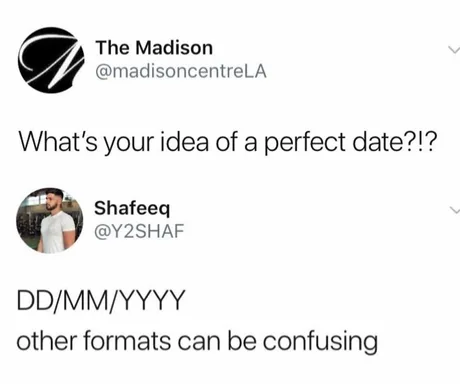 The Madison
@madisoncentreLA
What's your idea of a perfect date?!?
Shafeeq
@Y2SHAF
DD/MM/YYYY
other formats can be confusing